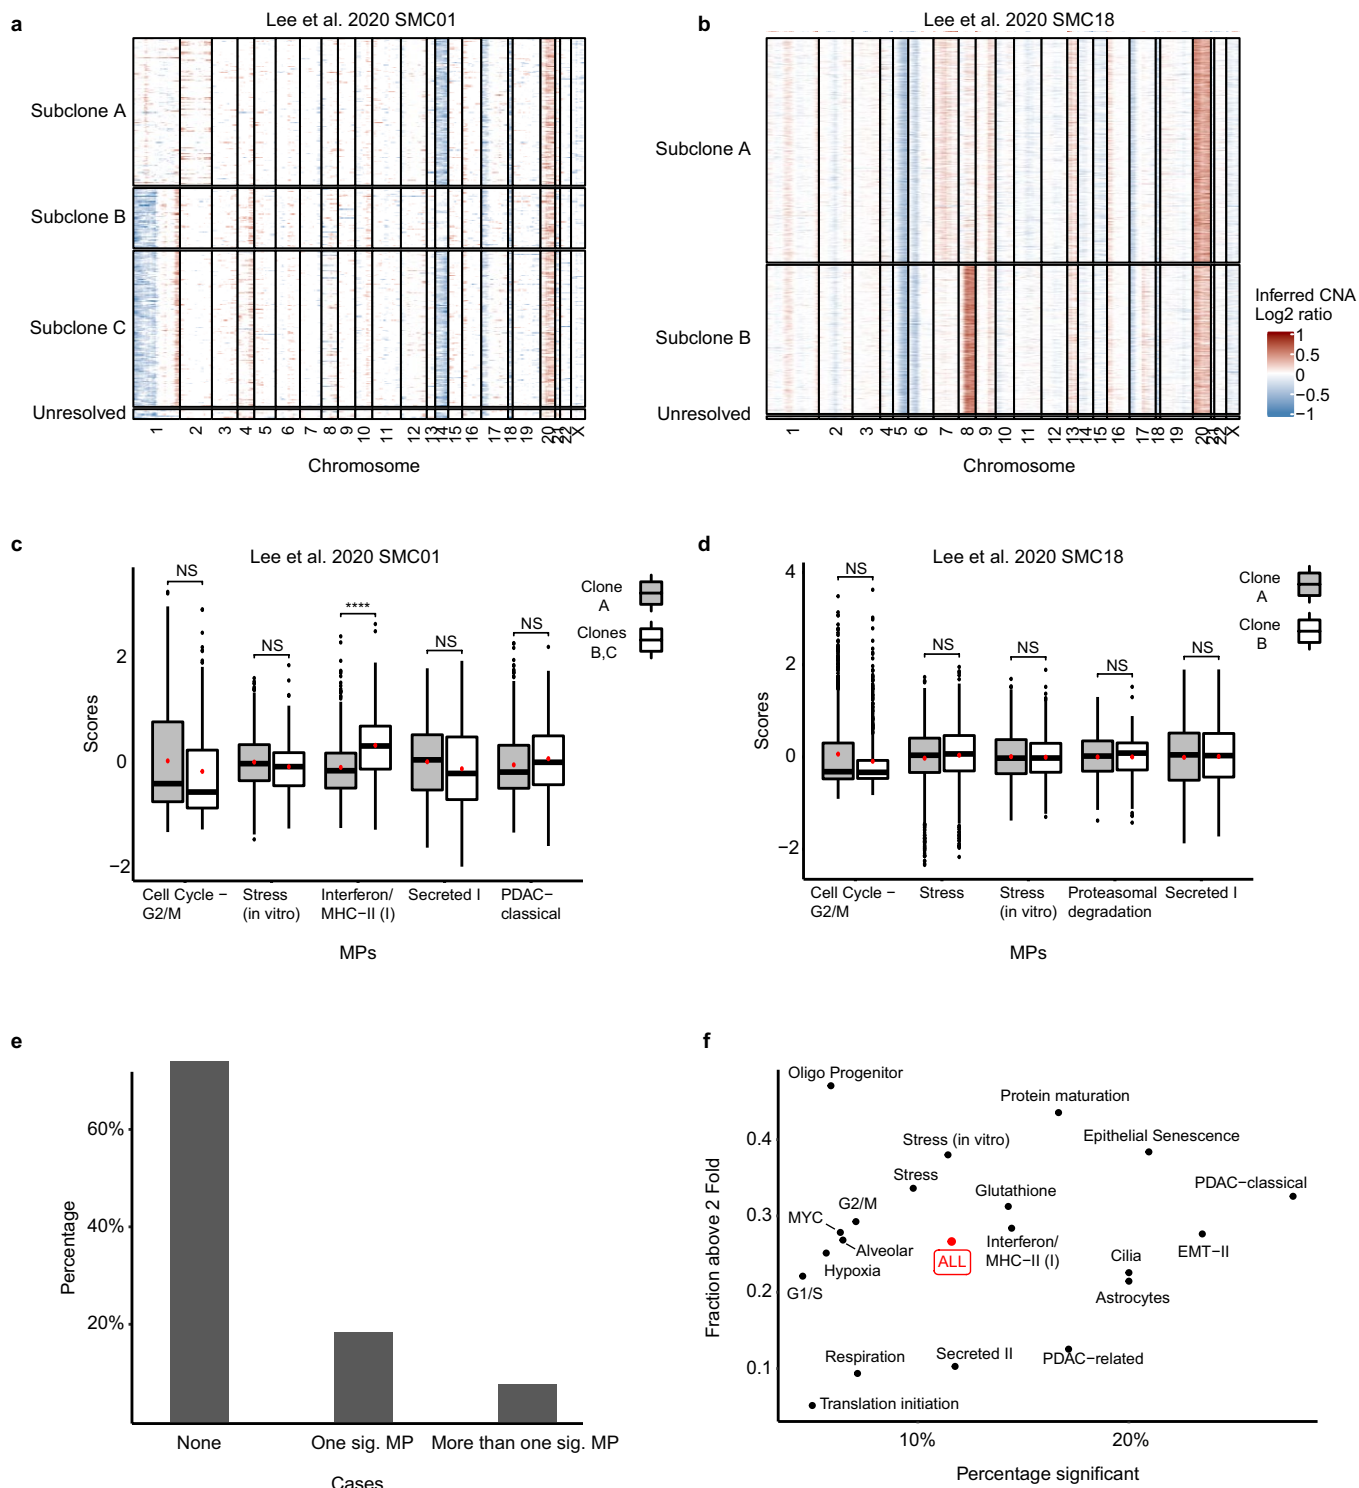 a
Lee et al. 2020 SMC01
Subclone A
Subclone B
Subclone C
Unresolved
1 2 3 4 5 6 7 8 9 10 11 12 13 14 15 16 17 18 19 20 21 22 X
Chromosome
b
Lee et al. 2020 SMC18
Subclone A
Subclone B
Unresolved
1 2 3 4 5 6 7 8 9 10 11 12 13 14 15 16 17 18 19 20 21 22 X
Chromosome
Inferred CNA
Log2 ratio
1
0.5
0
−0.5
−1
c
Lee et al. 2020 SMC01
Scores
2
0
−2
NS
NS
****
NS
NS
Clone
A
Clones
B,C
Cell Cycle −
G2/M
Stress
(in vitro)
Interferon/
MHC−II (I)
Secreted I
PDAC−
classical
MPs
d
Lee et al. 2020 SMC18
Scores
4
2
0
−2
NS
NS
NS
NS
NS
Clone
A
Clone
B
Cell Cycle −
G2/M
Stress
Stress
(in vitro)
Proteasomal
degradation
Secreted I
MPs
e
Percentage
60%
40%
20%
None
One sig. MP
More than one sig. MP
Cases
f
Fraction above 2 Fold
0.4
0.3
0.2
0.1
Oligo Progenitor
Protein maturation
Stress (in vitro)
Epithelial Senescence
Stress
PDAC−classical
Glutathione
G2/M
MYC
Alveolar
Interferon/
MHC−II (I)
EMT−II
ALL
Hypoxia
Cilia
G1/S
Astrocytes
Respiration
Secreted II
PDAC−related
Translation initiation
10%
20%
Percentage significant